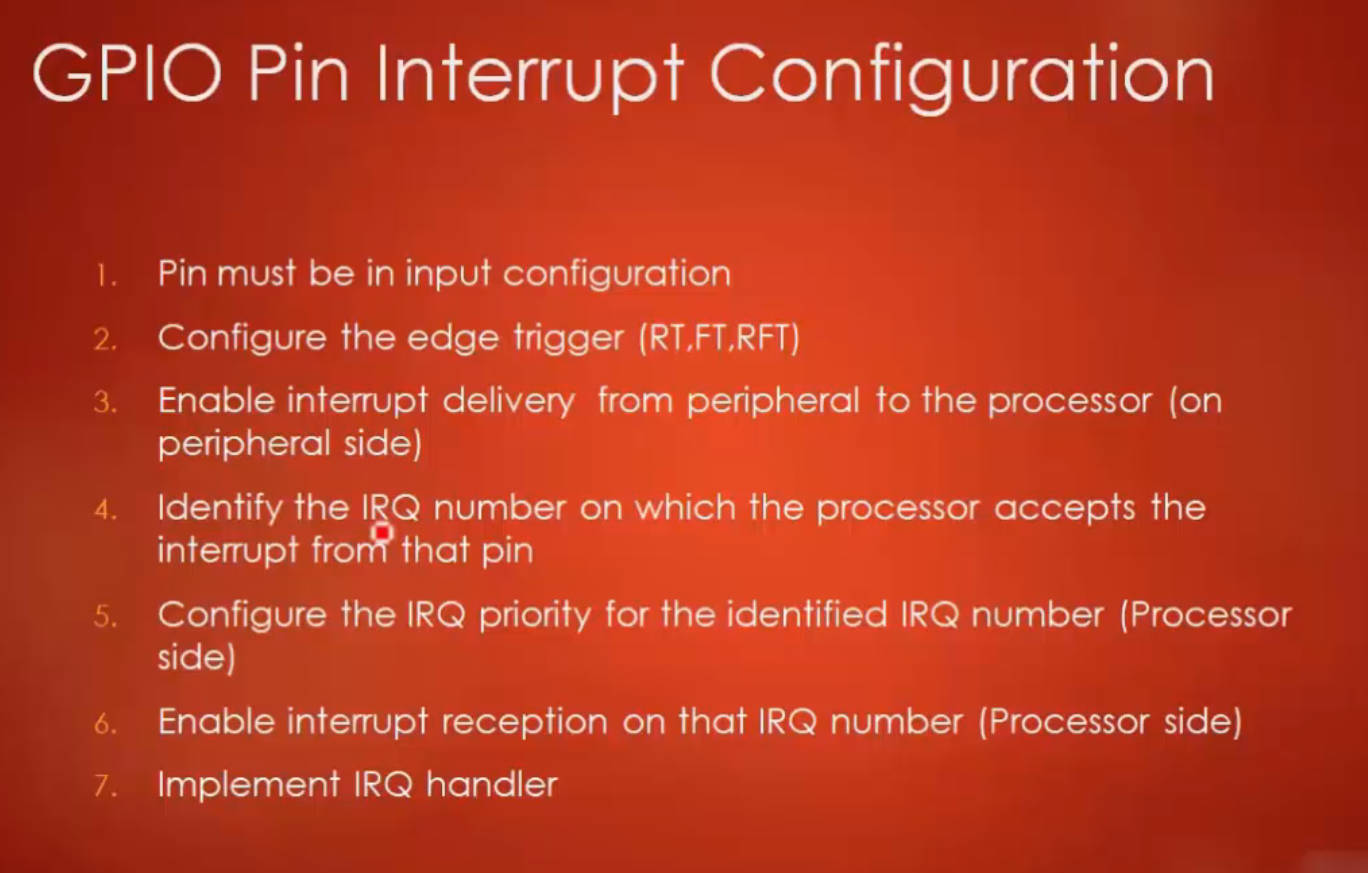 GPIO Pin Interrupt Configuration
1. Pin must be in input configuration
2. Configure the edge trigger (RT,FT,RFT)
3. Enable interrupt delivery from peripheral to the processor (on
peripheral side)
4. Identify the IRQ number on which the processor accepts the
interrupt from that pin
5. Configure the IRQ priority for the identified IRQ number (Processor
side)
6. Enable interrupt reception on that IRQ number (Processor side)
7. Implement IRQ handler